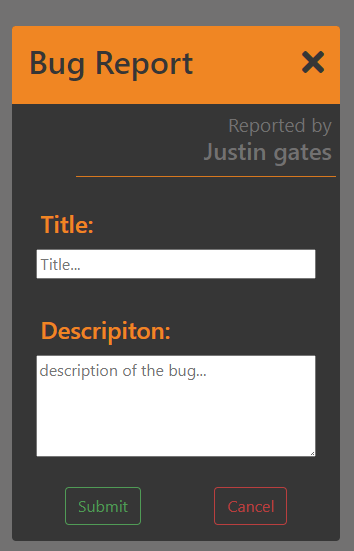 Bug Report
Reported by
Justin gates
Title:
Title...
Descripiton:
description of the bug...
Submit
Cancel